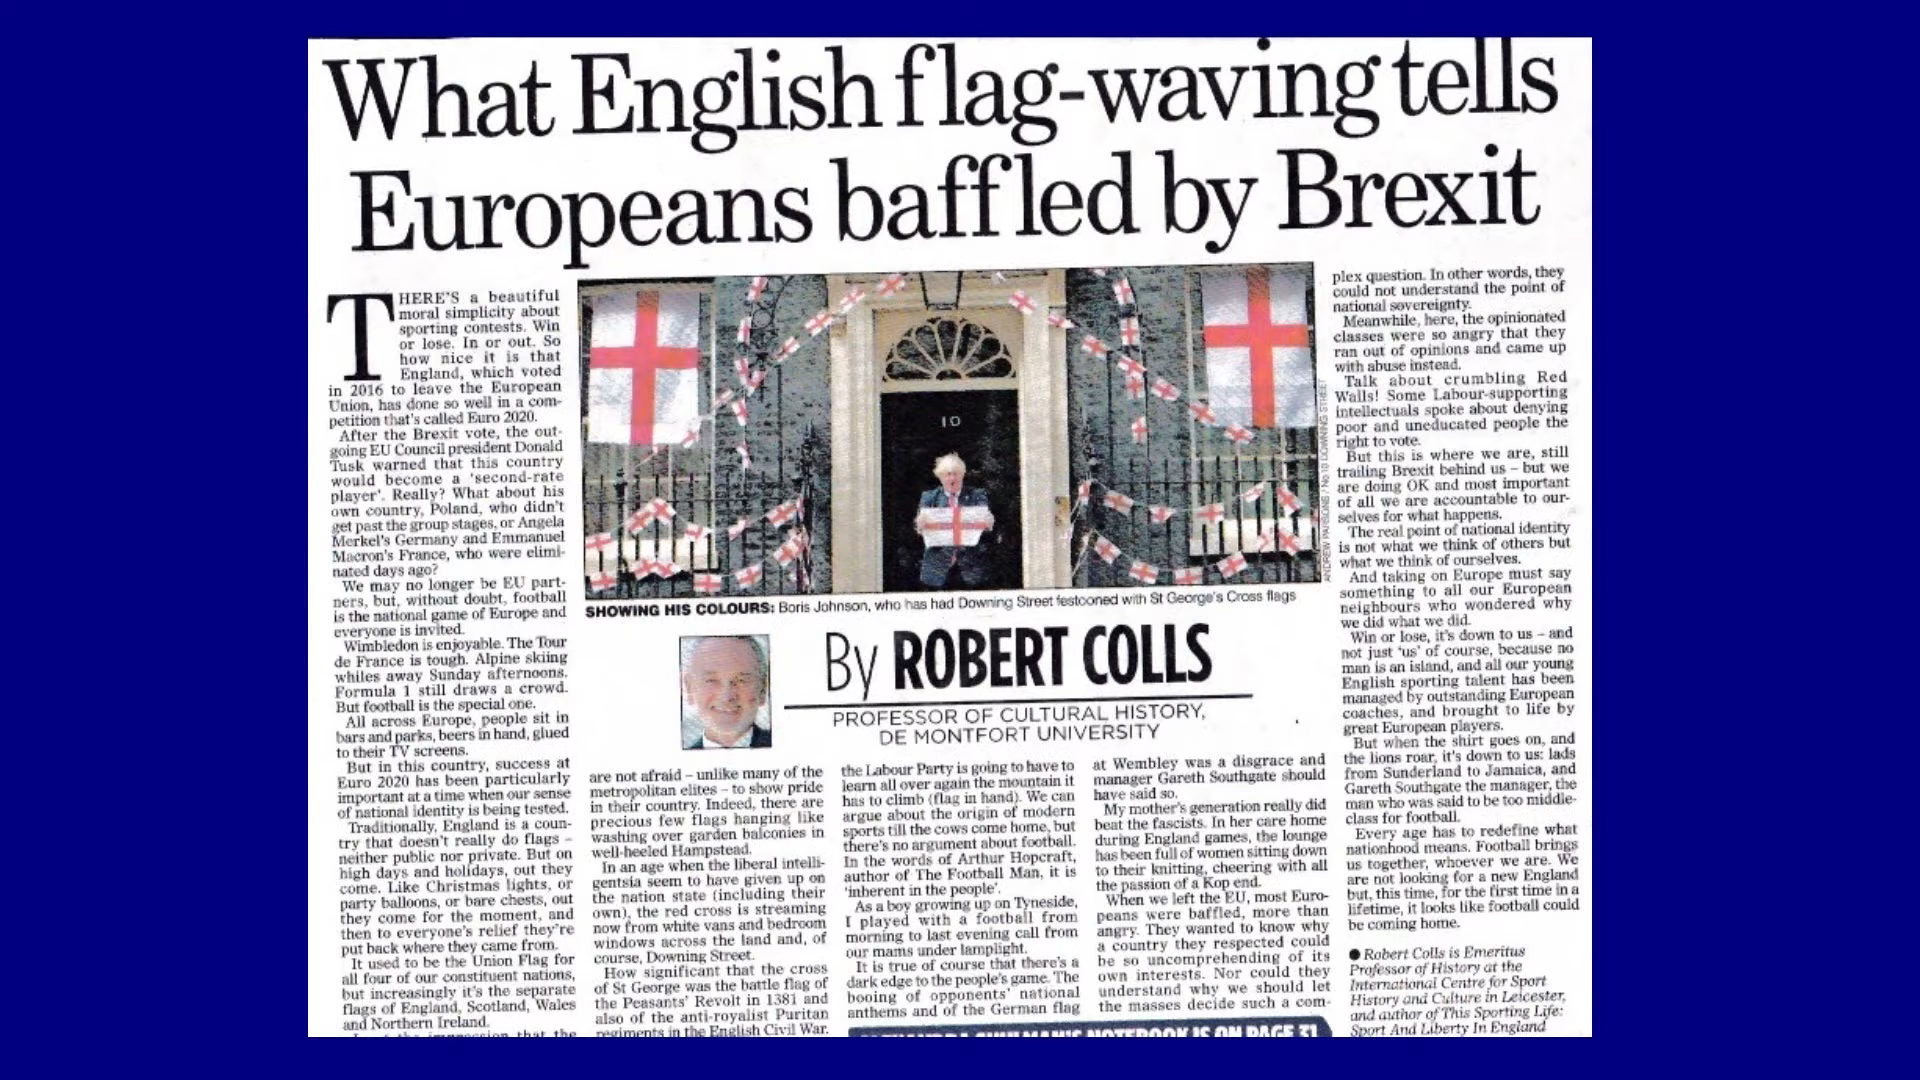 What English flag-waving tells
Europeans baffled by Brexit
THERE'S a beautiful
moral simplicity about
sporting contests. Win
or lose. In or out. So
how nice it is that
England, which voted
in 2016 to leave the European
Union, has done so well in a com-
petition that's called Euro 2020.
After the Brexit vote, the out-
going EU Council president Donald
Tusk warned that this country
would become a 'second-rate
player'. Really? What about his
own country, Poland, who didn't
get past the group stages, or Angela
Merkel's Germany and Emmanuel
Macron's France, who were elimi-
nated days ago?
We may no longer be EU part-
ners, but, without doubt, football
is the national game of Europe and
everyone is invited.
Wimbledon is enjoyable. The Tour
de France is tough. Alpine skiing
whiles away Sunday afternoons.
Formula 1 still draws a crowd.
But football is the special one.
All across Europe, people sit in
bars and parks, beers in hand, glued
to their TV screens.
But in this country, success at
Euro 2020 has been particularly
important at a time when our sense
of national identity is being tested.
Traditionally, England is a coun-
try that doesn't really do flags –
neither public nor private. But on
high days and holidays, out they
come. Like Christmas lights, or
party balloons, or bare chests, out
they come for the moment, and
then to everyone's relief they're
put back where they came from.
It used to be the Union Flag for
all four of our constituent nations,
but increasingly it's the separate
flags of England, Scotland, Wales
and Northern Ireland.
impression that the
10
ANDREW PARSONS / No 10 DOWNING STREET
SHOWING HIS COLOURS: Boris Johnson, who has had Downing Street festooned with St George's Cross flags
By ROBERT COLLS
PROFESSOR OF CULTURAL HISTORY,
DE MONTFORT UNIVERSITY
are not afraid – unlike many of the
metropolitan elites – to show pride
in their country. Indeed, there are
precious few flags hanging like
washing over garden balconies in
well-heeled Hampstead.
In an age when the liberal intelli-
gentsia seem to have given up on
the nation state (including their
own), the red cross is streaming
now from white vans and bedroom
windows across the land and, of
course, Downing Street.
How significant that the cross
of St George was the battle flag of
the Peasants' Revolt in 1381 and
also of the anti-royalist Puritan
regiments in the English Civil War.
the Labour Party is going to have to
learn all over again the mountain it
has to climb (flag in hand). We can
argue about the origin of modern
sports till the cows come home, but
there's no argument about football.
In the words of Arthur Hopcraft,
author of The Football Man, it is
'inherent in the people'.
As a boy growing up on Tyneside,
I played with a football from
morning to last evening call from
our mams under lamplight.
It is true of course that there's a
dark edge to the people's game. The
booing of opponents' national
anthems and of the German flag
at Wembley was a disgrace and
manager Gareth Southgate should
have said so.
My mother's generation really did
beat the fascists. In her care home
during England games, the lounge
has been full of women sitting down
to their knitting, cheering with all
the passion of a Kop end.
When we left the EU, most Euro-
peans were baffled, more than
angry. They wanted to know why
a country they respected could
be so uncomprehending of its
own interests. Nor could they
understand why we should let
the masses decide such a com-
NOTEBOOK IS ON PAGE 31
plex question. In other words, they
could not understand the point of
national sovereignty.
Meanwhile, here, the opinionated
classes were so angry that they
ran out of opinions and came up
with abuse instead.
Talk about crumbling Red
Walls! Some Labour-supporting
intellectuals spoke about denying
poor and uneducated people the
right to vote.
But this is where we are, still
trailing Brexit behind us – but we
are doing OK and most important
of all we are accountable to our-
selves for what happens.
The real point of national identity
is not what we think of others but
what we think of ourselves.
And taking on Europe must say
something to all our European
neighbours who wondered why
we did what we did.
Win or lose, it's down to us – and
not just 'us' of course, because no
man is an island, and all our young
English sporting talent has been
managed by outstanding European
coaches, and brought to life by
great European players.
But when the shirt goes on, and
the lions roar, it's down to us: lads
from Sunderland to Jamaica, and
Gareth Southgate the manager, the
man who was said to be too middle-
class for football.
Every age has to redefine what
nationhood means. Football brings
us together, whoever we are. We
are not looking for a new England
but, this time, for the first time in a
lifetime, it looks like football could
be coming home.
● Robert Colls is Emeritus
Professor of History at the
International Centre for Sport
History and Culture in Leicester,
and author of This Sporting Life:
Sport And Liberty In England